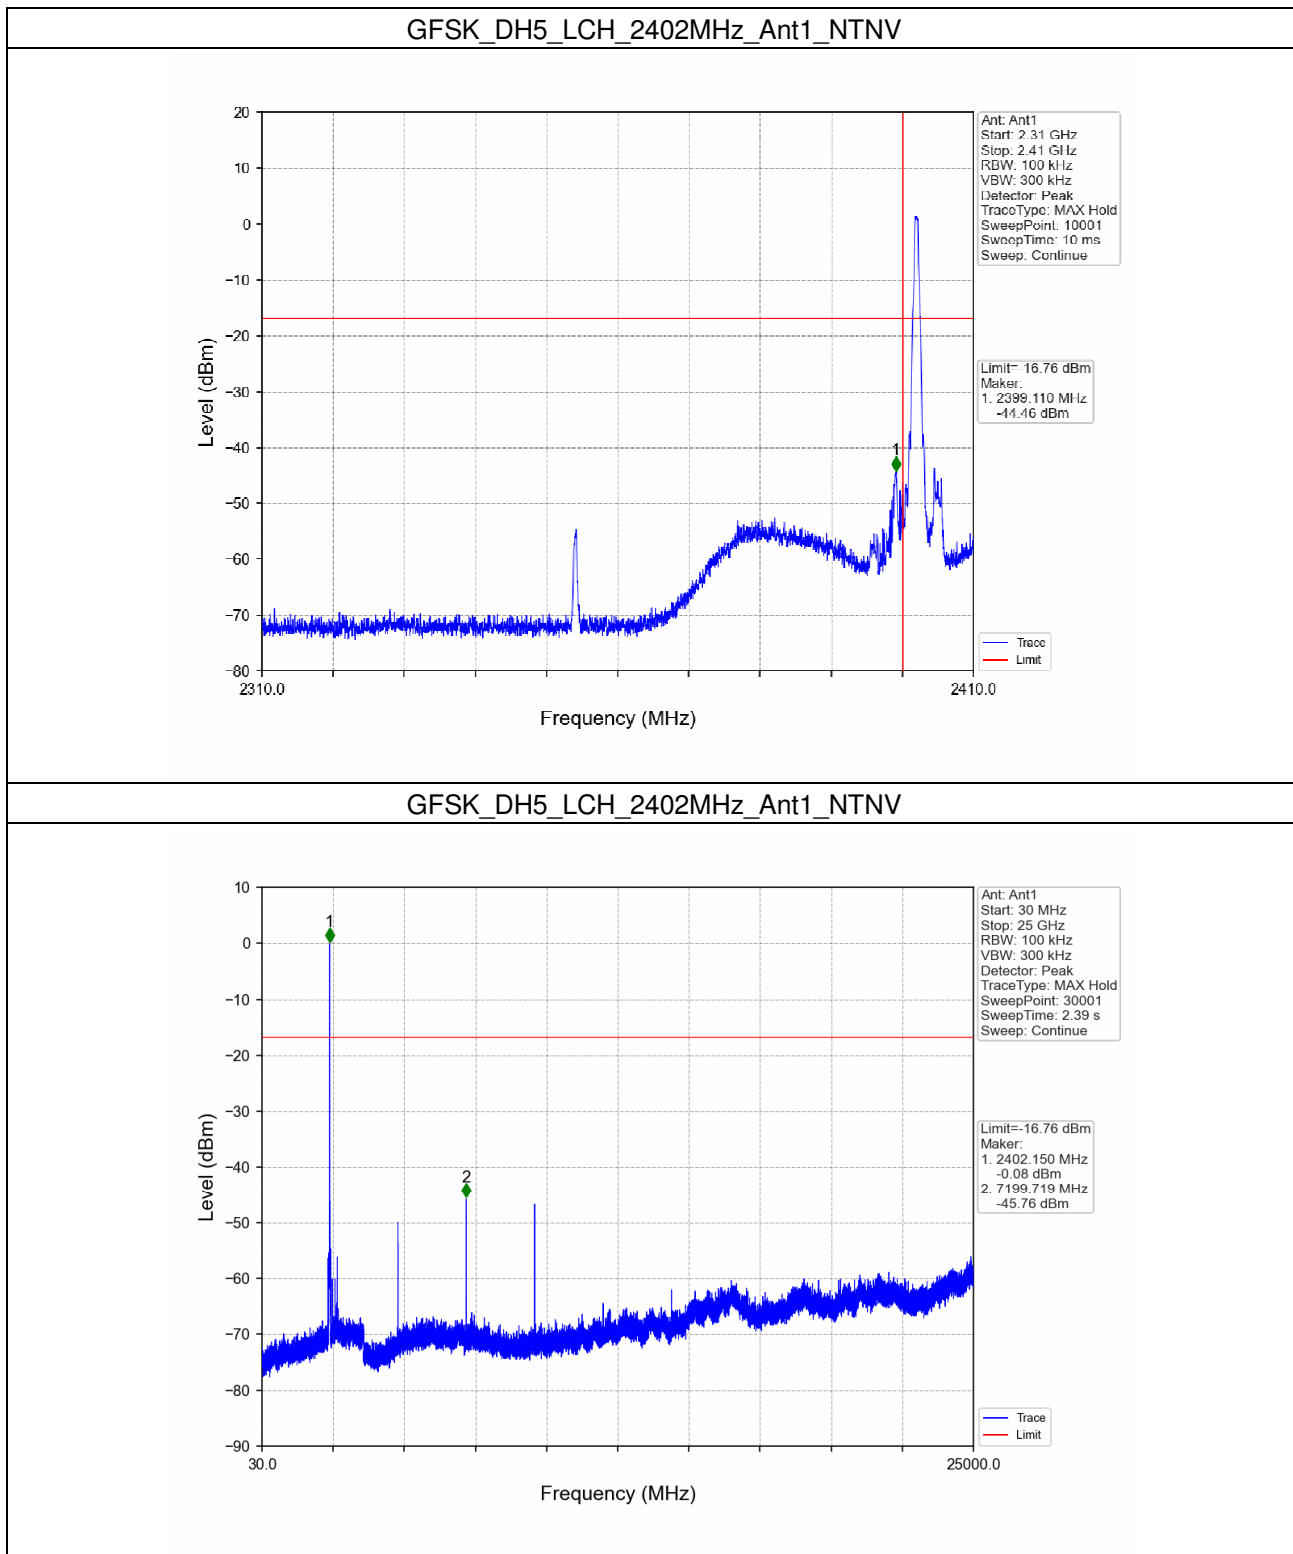 GFSK_DH5_LCH_2402MHz_Ant1_NTNV
20
10
0
−10
−20
−30
−40
−50
−60
−70
−80
Level (dBm)
2310.0
2410.0
Frequency (MHz)
1
Ant: Ant1
Start: 2.31 GHz
Stop: 2.41 GHz
RBW: 100 kHz
VBW: 300 kHz
Detector: Peak
TraceType: MAX Hold
SweepPoint: 10001
SweepTime: 10 ms
Sweep: Continue
Limit=-16.76 dBm
Maker:
1. 2399.110 MHz
-44.46 dBm
Trace
Limit
GFSK_DH5_LCH_2402MHz_Ant1_NTNV
10
0
−10
−20
−30
−40
−50
−60
−70
−80
−90
Level (dBm)
30.0
25000.0
Frequency (MHz)
1
2
Ant: Ant1
Start: 30 MHz
Stop: 25 GHz
RBW: 100 kHz
VBW: 300 kHz
Detector: Peak
TraceType: MAX Hold
SweepPoint: 30001
SweepTime: 2.39 s
Sweep: Continue
Limit=-16.76 dBm
Maker:
1. 2402.150 MHz
-0.08 dBm
2. 7199.719 MHz
-45.76 dBm
Trace
Limit